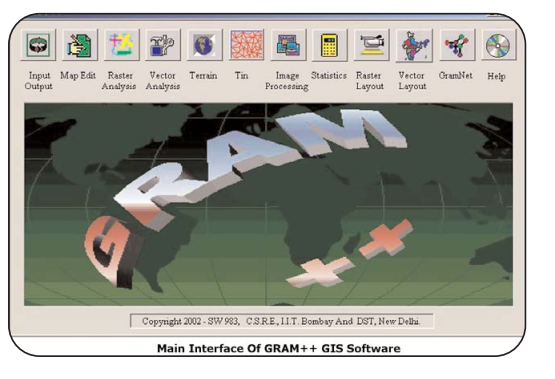 Input Output
Map Edit
Raster Analysis
Vector Analysis
Terrain
Tin
Image Processing
Statistics
Raster Layout
Vector Layout
GramNet
Help
GRAM
++
Copyright 2002 - SW 983, C.S.R.E., I.I.T. Bombay And DST, New Delhi.
Main Interface Of GRAM++ GIS Software